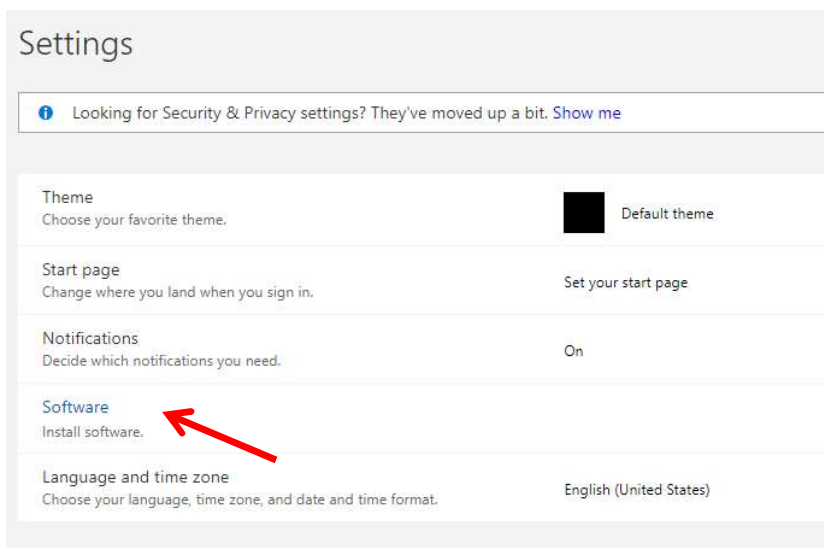 Settings
Looking for Security & Privacy settings? They've moved up a bit. Show me
Theme
Choose your favorite theme.
Default theme
Start page
Change where you land when you sign in.
Set your start page
Notifications
Decide which notifications you need.
On
Software
Install software.
Language and time zone
Choose your language, time zone, and date and time format.
English (United States)